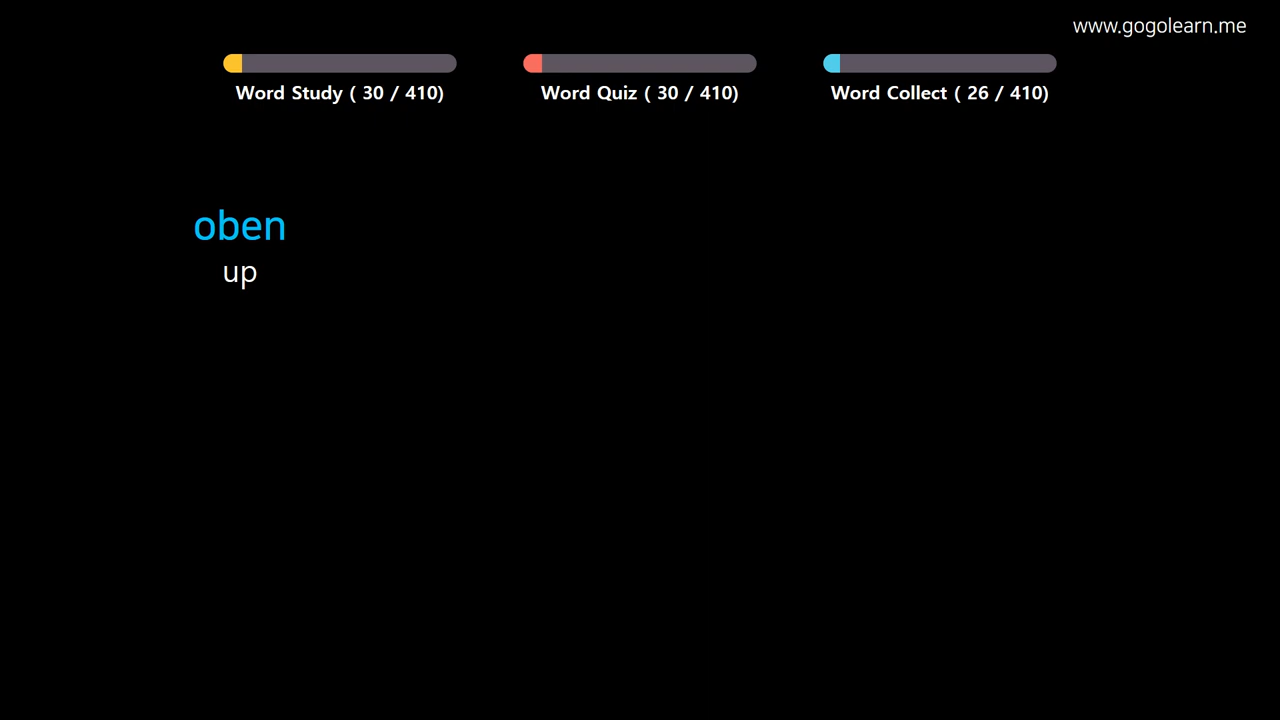 www.gogolearn.me
Word Study ( 30 / 410)
Word Quiz ( 30 / 410)
Word Collect ( 26 / 410)
oben
up